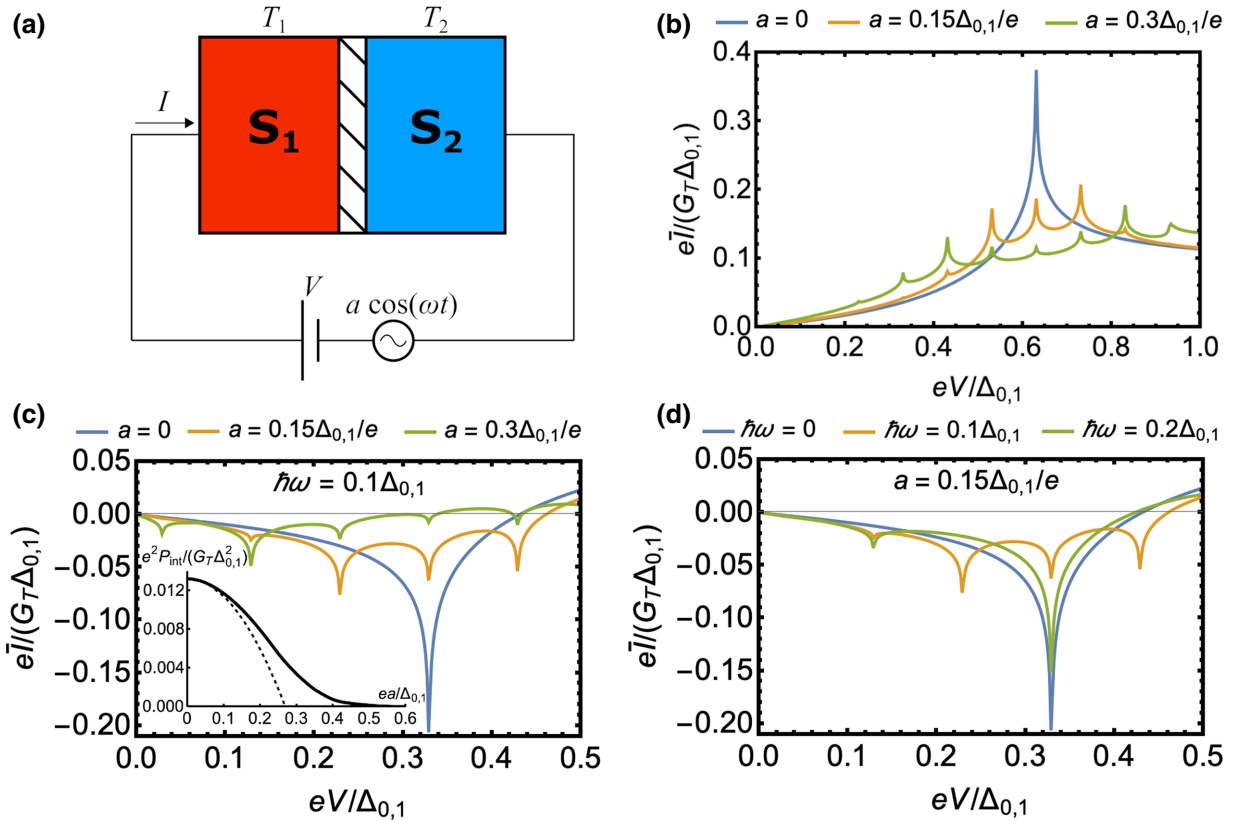 (a)
T₁ T₂
I
S₁ S₂
V a cos(ωt)
(b)
a = 0 a = 0.15Δ₀,₁/e a = 0.3Δ₀,₁/e
eĪ/(G_TΔ₀,₁)
0.4
0.3
0.2
0.1
0.0
0.0 0.2 0.4 0.6 0.8 1.0
eV/Δ₀,₁
(c)
a = 0 a = 0.15Δ₀,₁/e a = 0.3Δ₀,₁/e
ħω = 0.1Δ₀,₁
eĪ/(G_TΔ₀,₁)
0.05
0.00
−0.05
−0.10
−0.15
−0.20
e²P_int/(G_TΔ²₀,₁)
0.012
0.008
0.004
0.000
ea/Δ₀,₁
0 0.1 0.2 0.3 0.4 0.5 0.6
0.0 0.1 0.2 0.3 0.4 0.5
eV/Δ₀,₁
(d)
ħω = 0 ħω = 0.1Δ₀,₁ ħω = 0.2Δ₀,₁
a = 0.15Δ₀,₁/e
eĪ/(G_TΔ₀,₁)
0.05
0.00
−0.05
−0.10
−0.15
−0.20
0.0 0.1 0.2 0.3 0.4 0.5
eV/Δ₀,₁